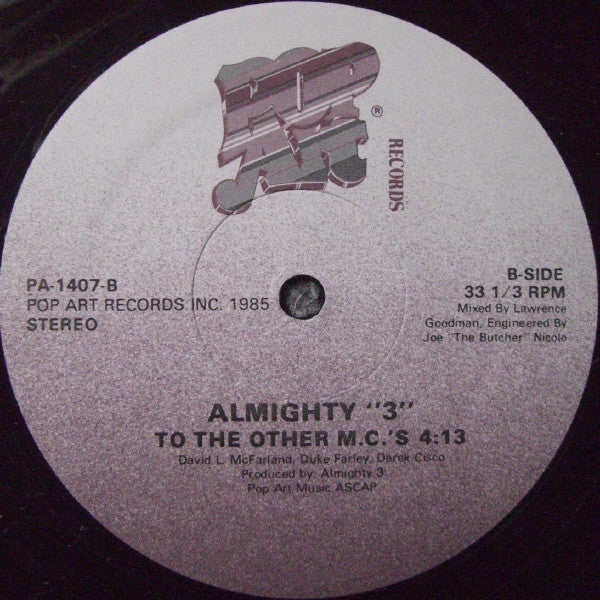 POP
ART
®
RECORDS
PA-1407-B
POP ART RECORDS INC. 1985
STEREO
B-SIDE
33 1/3 RPM
Mixed By Lawrence
Goodman, Engineered By
Joe "The Butcher" Nicolo
ALMIGHTY "3"
TO THE OTHER M.C.'S 4:13
David L. McFarland, Duke Farley, Derek Cisco
Produced by: Almighty 3
Pop Art Music ASCAP